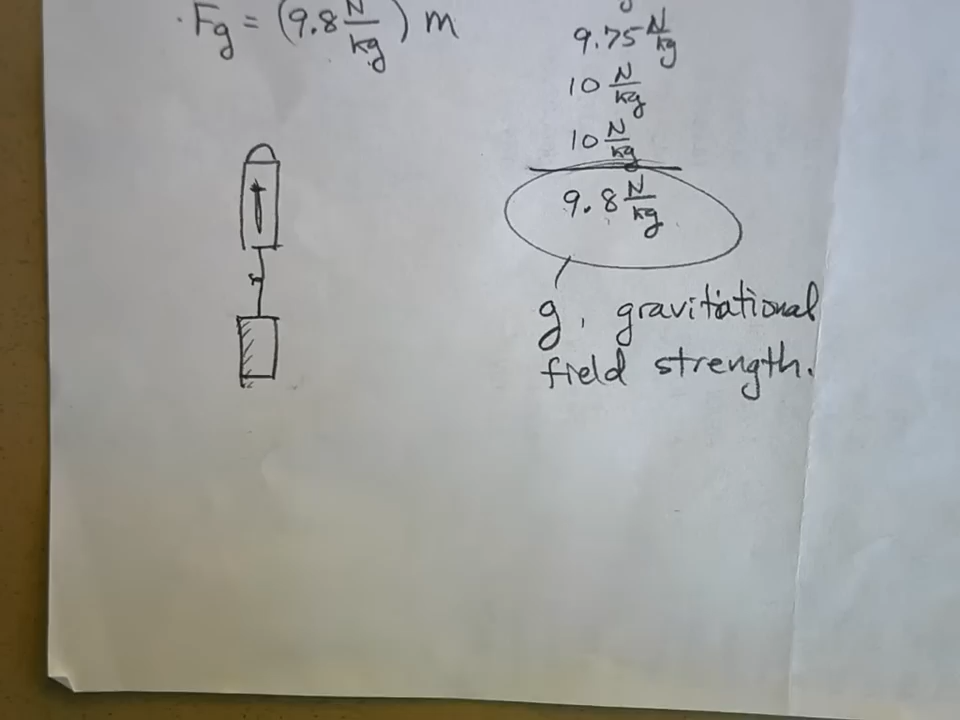 · Fg = (9.8 N/kg) m
9.75 N/kg
10 N/kg
10 N/kg
9.8 N/kg
g, gravitational
field strength.